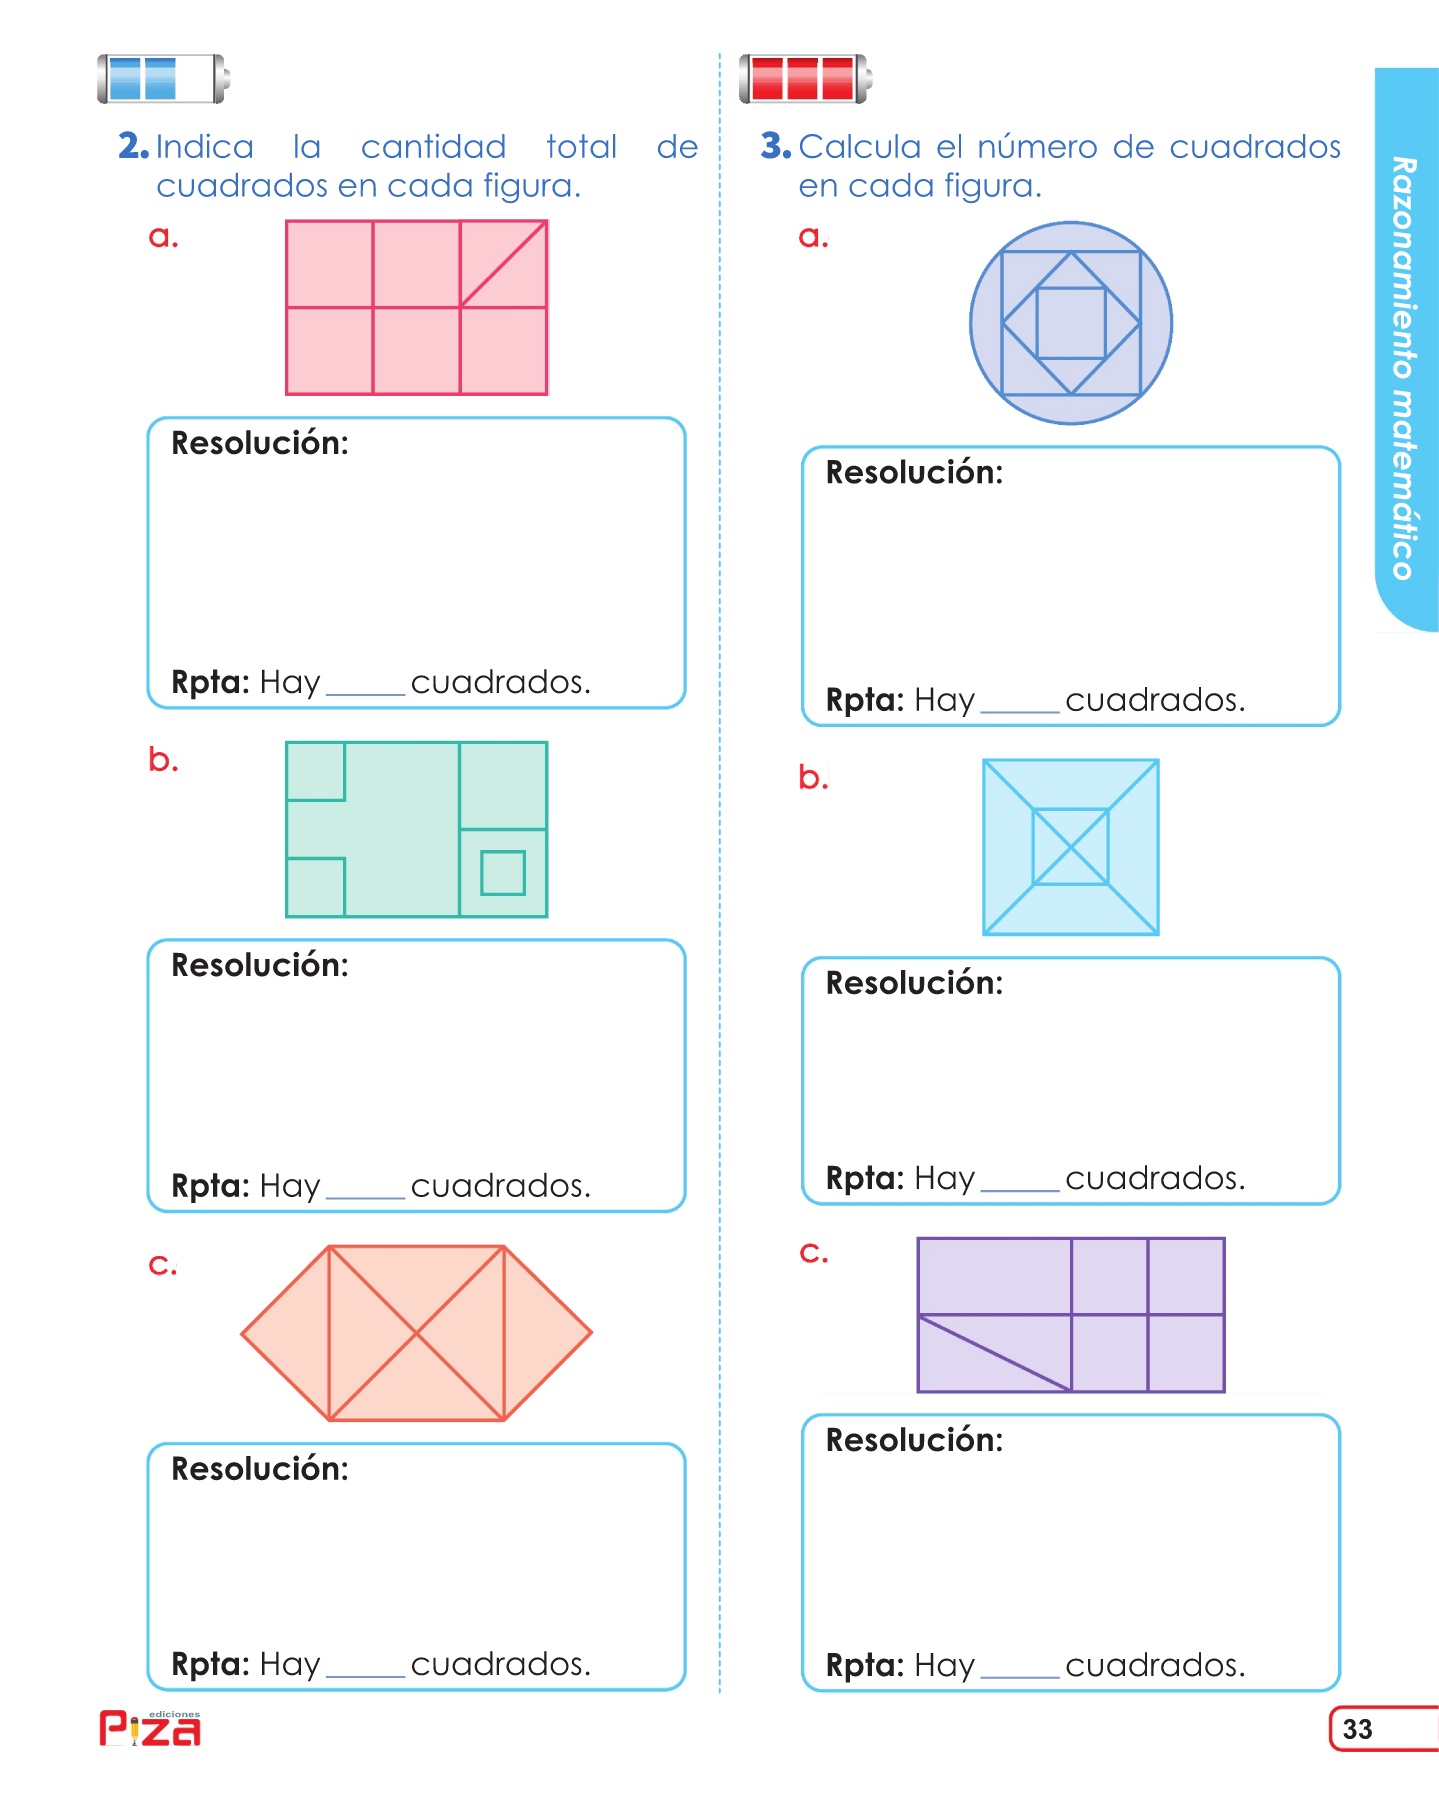 2. Indica la cantidad total de
cuadrados en cada figura.
a.
Resolución:
Rpta: Hay _____ cuadrados.
b.
Resolución:
Rpta: Hay _____ cuadrados.
c.
Resolución:
Rpta: Hay _____ cuadrados.
3. Calcula el número de cuadrados
en cada figura.
a.
Resolución:
Rpta: Hay _____ cuadrados.
b.
Resolución:
Rpta: Hay _____ cuadrados.
c.
Resolución:
Rpta: Hay _____ cuadrados.
Razonamiento matemático
ediciones
Piza
33